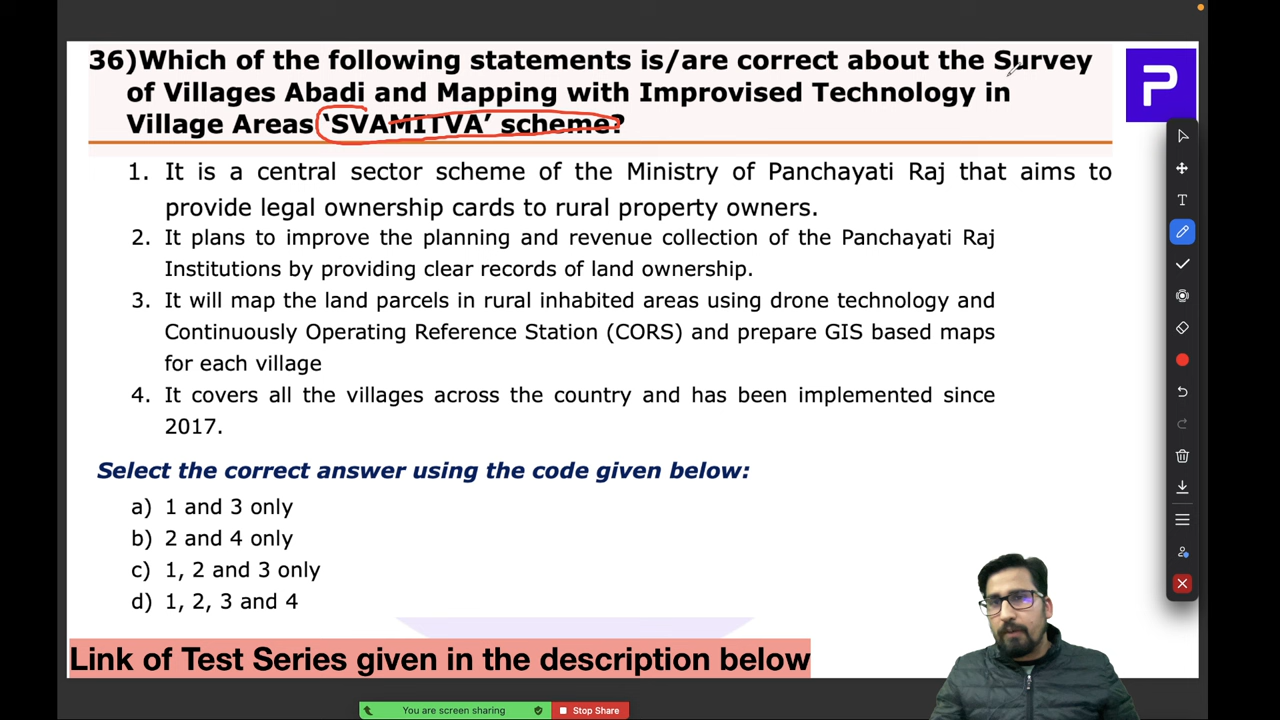 36)Which of the following statements is/are correct about the Survey
of Villages Abadi and Mapping with Improvised Technology in
Village Areas ‘SVAMITVA’ scheme?
1. It is a central sector scheme of the Ministry of Panchayati Raj that aims to
provide legal ownership cards to rural property owners.
2. It plans to improve the planning and revenue collection of the Panchayati Raj
Institutions by providing clear records of land ownership.
3. It will map the land parcels in rural inhabited areas using drone technology and
Continuously Operating Reference Station (CORS) and prepare GIS based maps
for each village
4. It covers all the villages across the country and has been implemented since
2017.
Select the correct answer using the code given below:
a) 1 and 3 only
b) 2 and 4 only
c) 1, 2 and 3 only
d) 1, 2, 3 and 4
Link of Test Series given in the description below
You are screen sharing
Stop Share
P
T